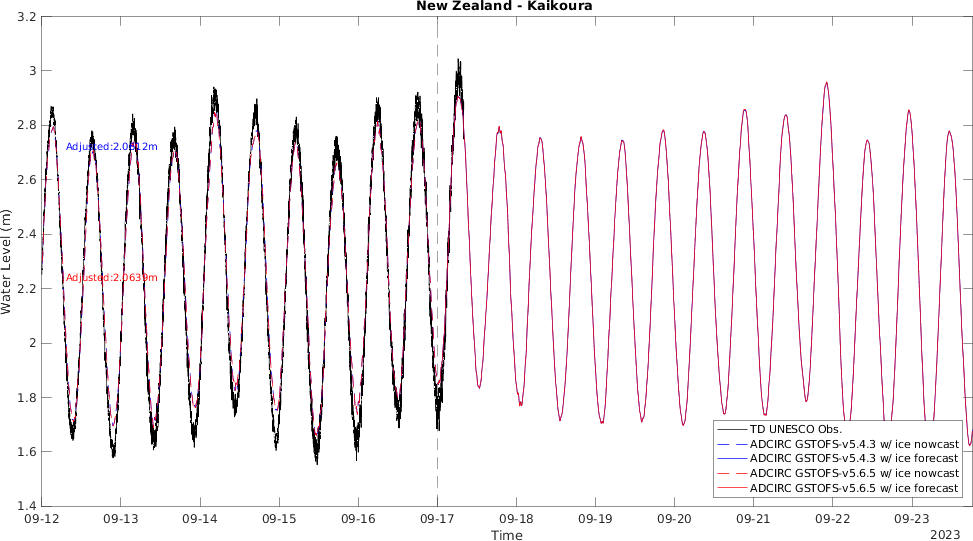 New Zealand - Kaikoura
3.2
3
2.8
2.6
2.4
2.2
2
1.8
1.6
1.4
Water Level (m)
Adjusted:2.0612m
Adjusted:2.0639m
TD UNESCO Obs.
ADCIRC GSTOFS-v5.4.3 w/ ice nowcast
ADCIRC GSTOFS-v5.4.3 w/ ice forecast
ADCIRC GSTOFS-v5.6.5 w/ ice nowcast
ADCIRC GSTOFS-v5.6.5 w/ ice forecast
09-12 09-13 09-14 09-15 09-16 09-17 09-18 09-19 09-20 09-21 09-22 09-23
Time
2023